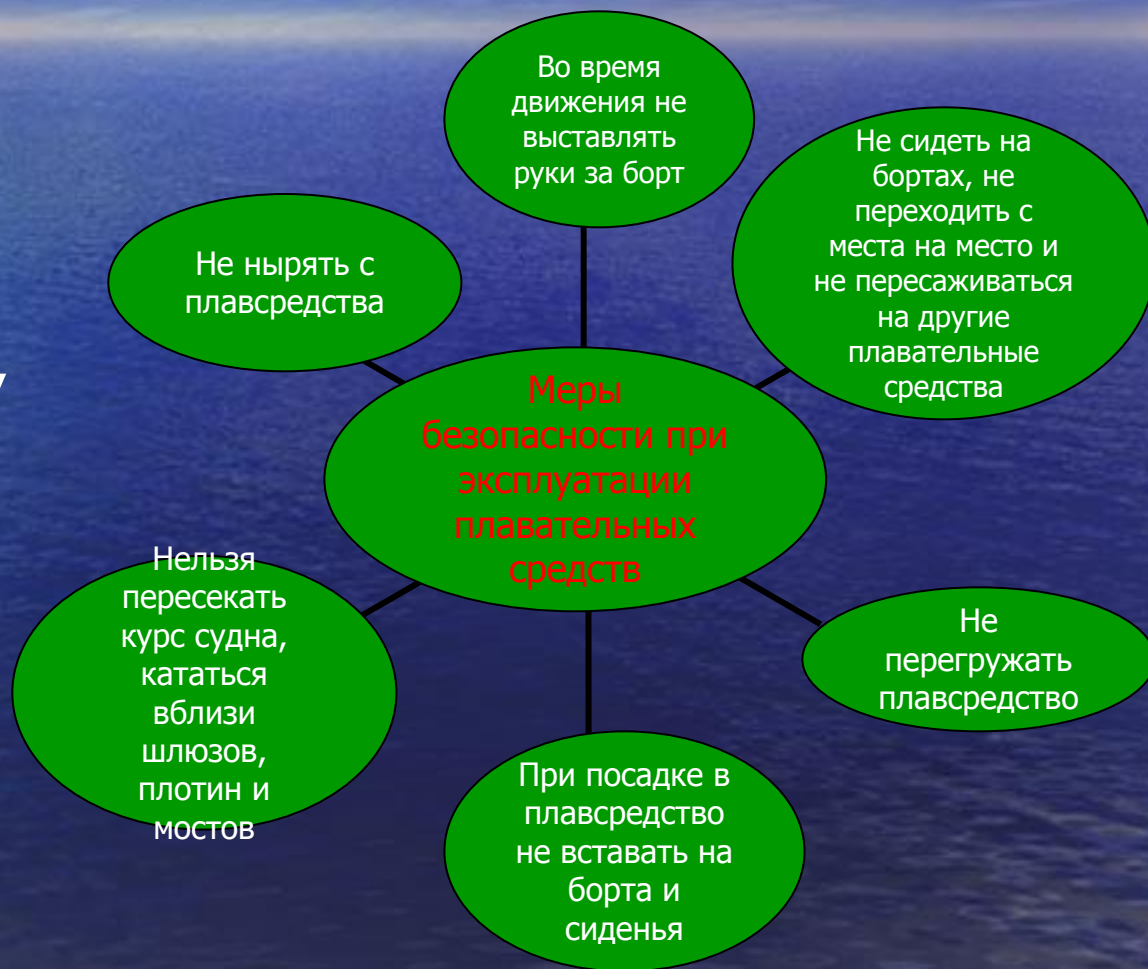 Во время
движения не
выставлять
руки за борт
Не сидеть на
бортах, не
переходить с
места на место и
не пересаживаться
на другие
плавательные
средства
Не нырять с
плавсредства
Меры
безопасности при
эксплуатации
плавательных
средств
Нельзя
пересекать
курс судна,
кататься
вблизи
шлюзов,
плотин и
мостов
Не
перегружать
плавсредство
При посадке в
плавсредство
не вставать на
борта и
сиденья